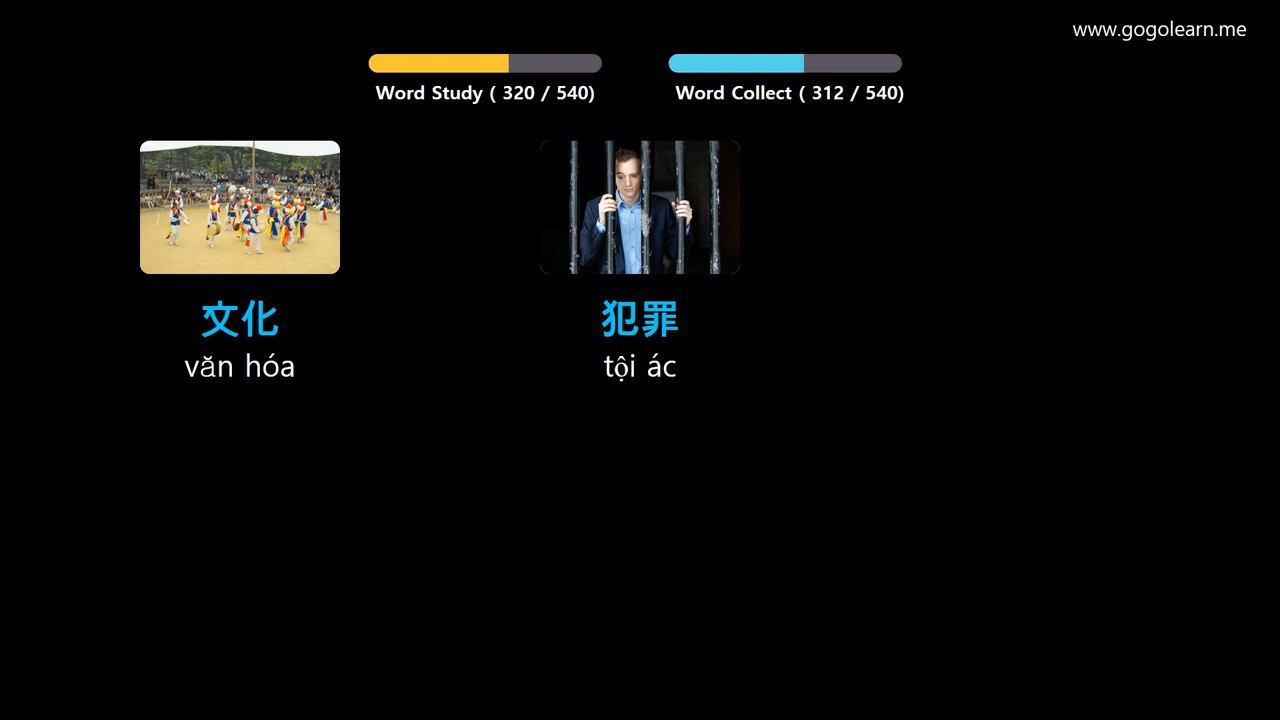 www.gogolearn.me
Word Study ( 320 / 540)
Word Collect ( 312 / 540)
文化
văn hóa
犯罪
tội ác